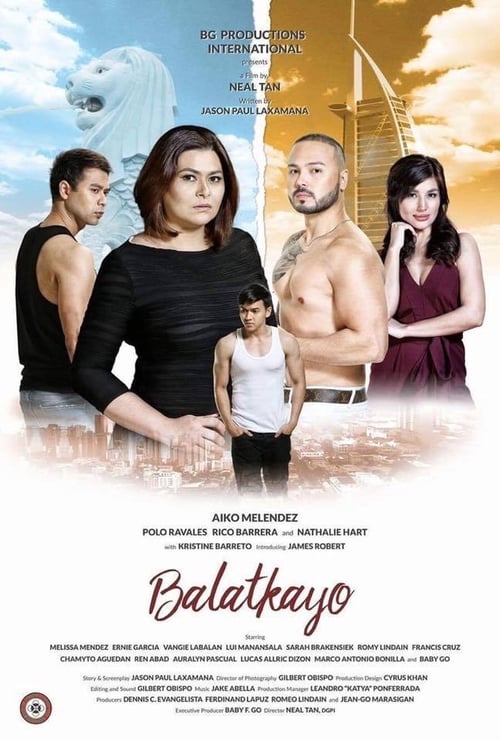 BG PRODUCTIONS
INTERNATIONAL
presents
a Film by
NEAL TAN
Written by
JASON PAUL LAXAMANA
AIKO MELENDEZ
POLO RAVALES RICO BARRERA and NATHALIE HART
with KRISTINE BARRETO Introducing JAMES ROBERT
Balatkayo
Starring
MELISSA MENDEZ ERNIE GARCIA VANGIE LABALAN LUI MANANSALA SARAH BRAKENSIEK ROMY LINDAIN FRANCIS CRUZ
CHAMYTO AGUEDAN REN ABAD AURALYN PASCUAL LUCAS ALLRIC DIZON MARCO ANTONIO BONILLA and BABY GO
Story & Screenplay JASON PAUL LAXAMANA Director of Photography GILBERT OBISPO Production Design CYRUS KHAN
Editing and Sound GILBERT OBISPO Music JAKE ABELLA Production Manager LEANDRO "KATYA" PONFERRADA
Producers DENNIS C. EVANGELISTA FERDINAND LAPUZ ROMEO LINDAIN and JEAN-GO MARASIGAN
Executive Producer BABY F. GO Director NEAL TAN, DGPI